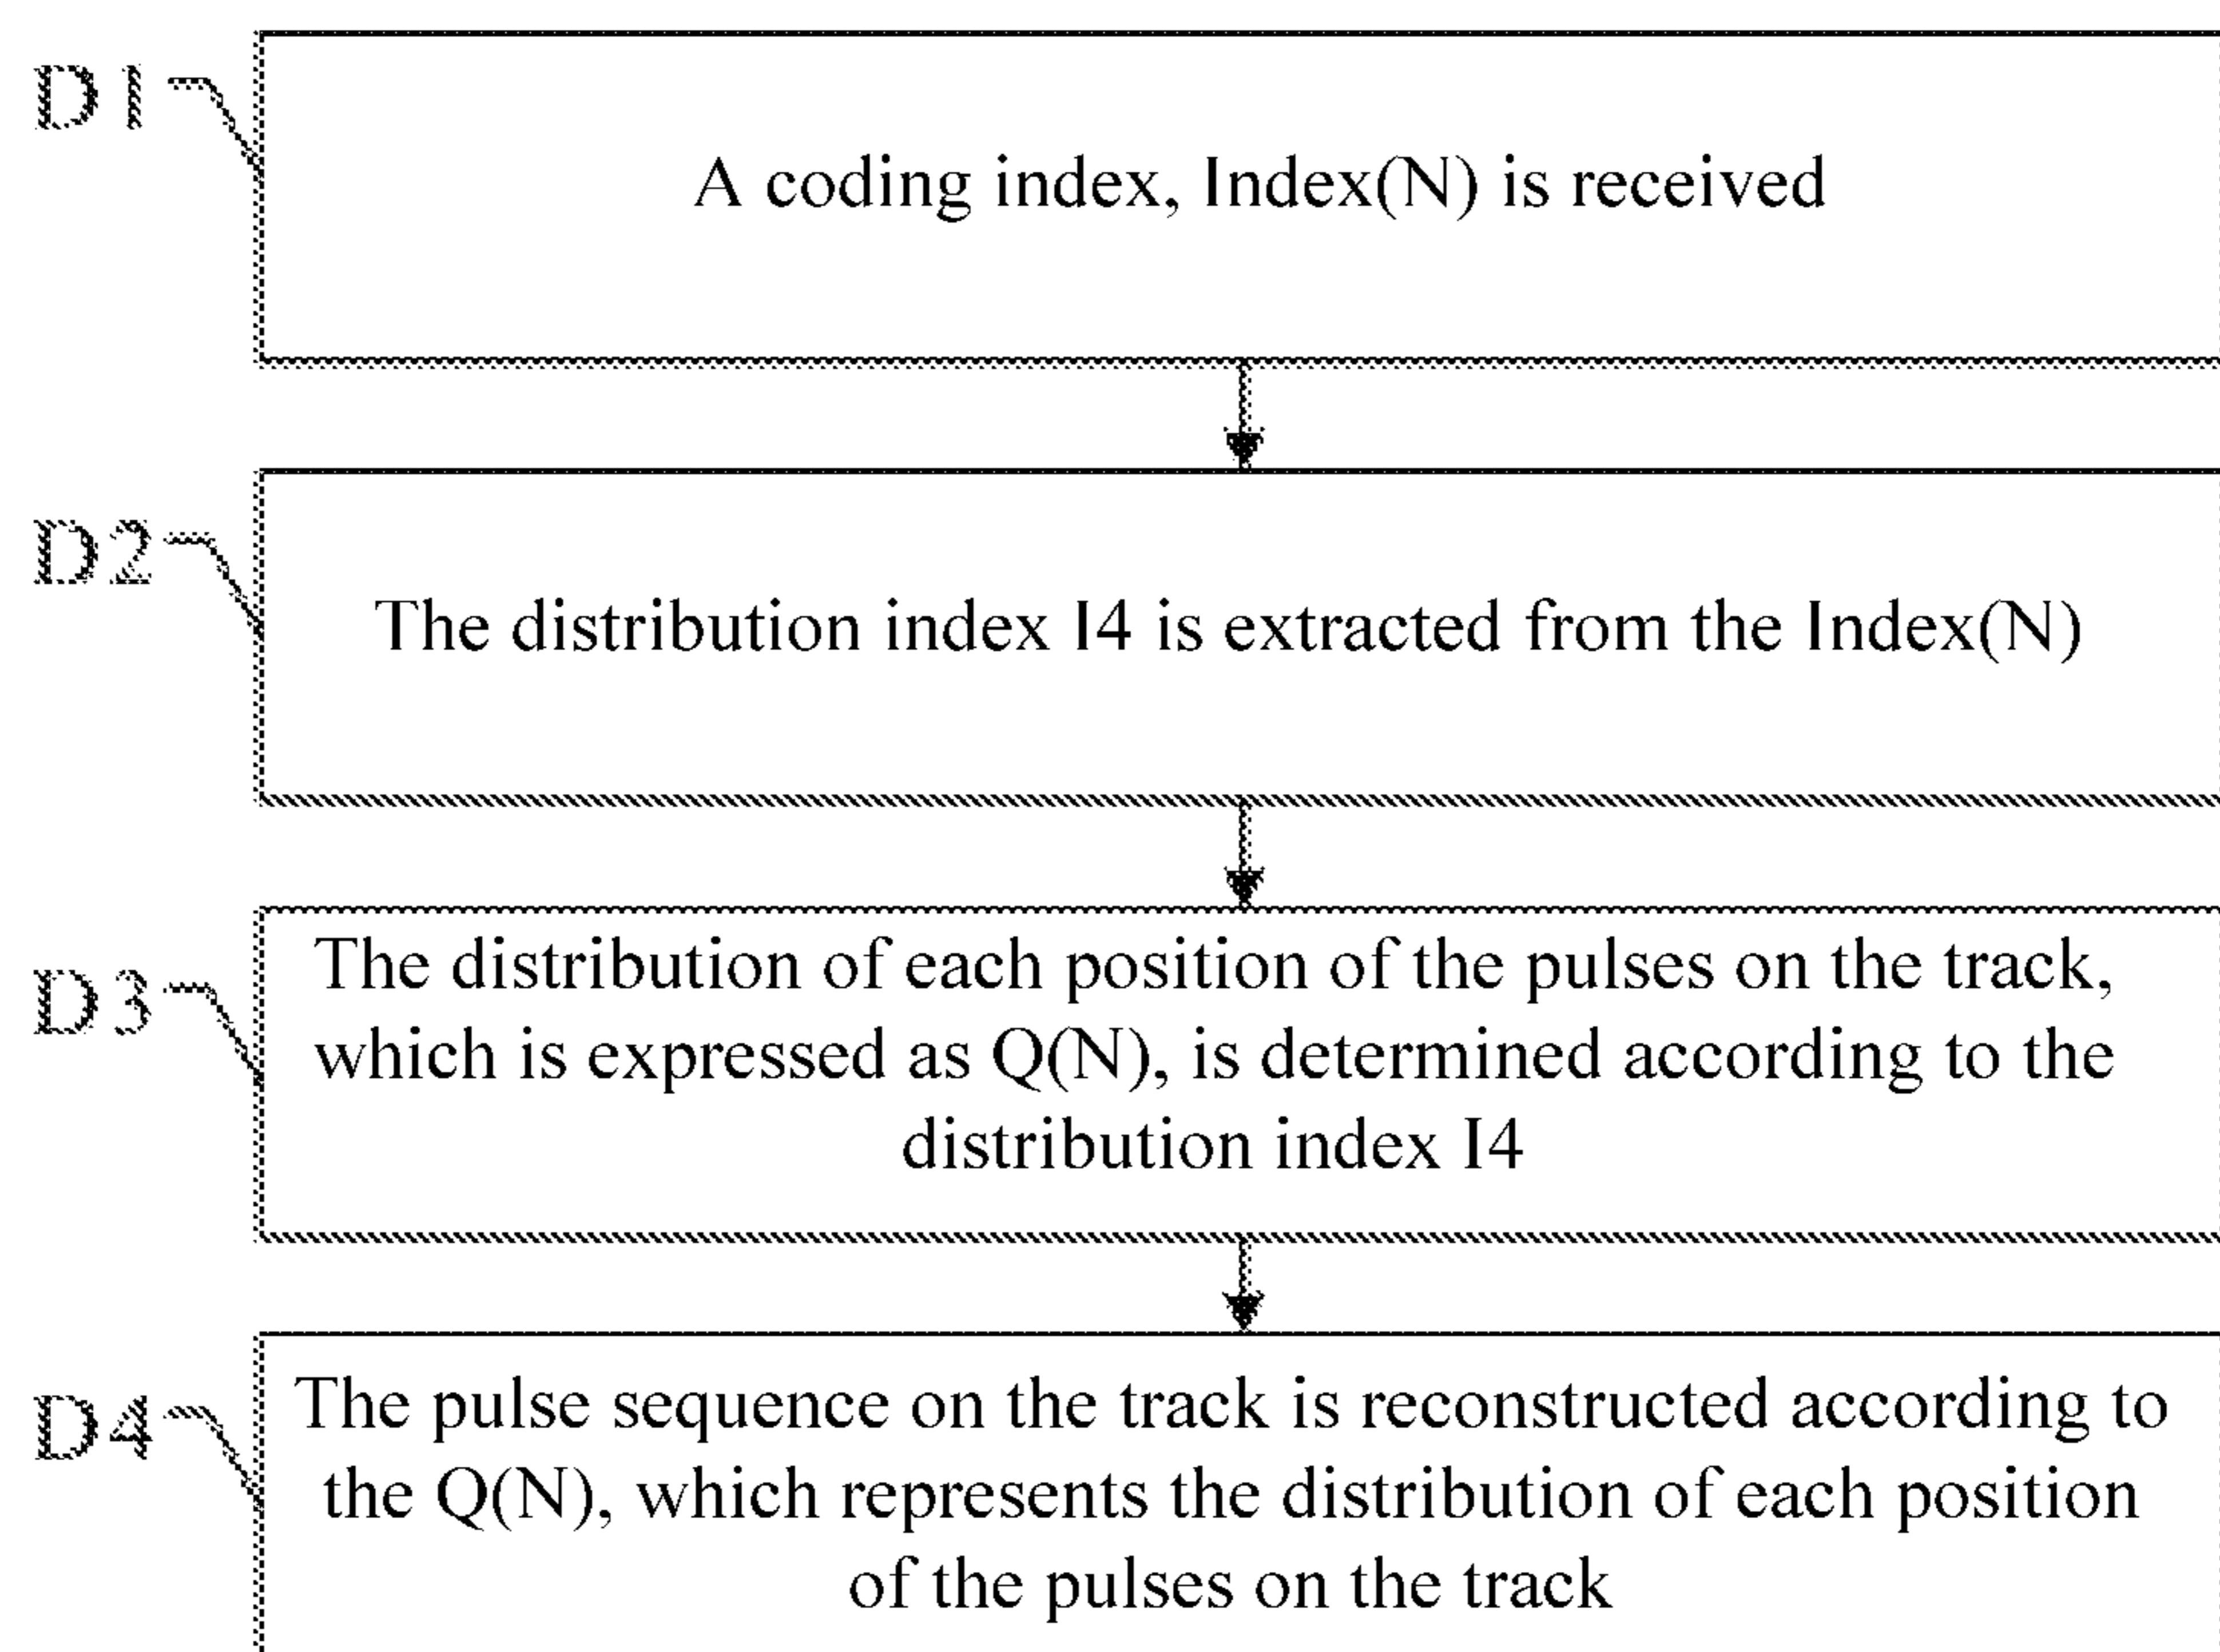 D1
A coding index, Index(N) is received
D2
The distribution index I4 is extracted from the Index(N)
D3
The distribution of each position of the pulses on the track,
which is expressed as Q(N), is determined according to the
distribution index I4
D4
The pulse sequence on the track is reconstructed according to
the Q(N), which represents the distribution of each position
of the pulses on the track